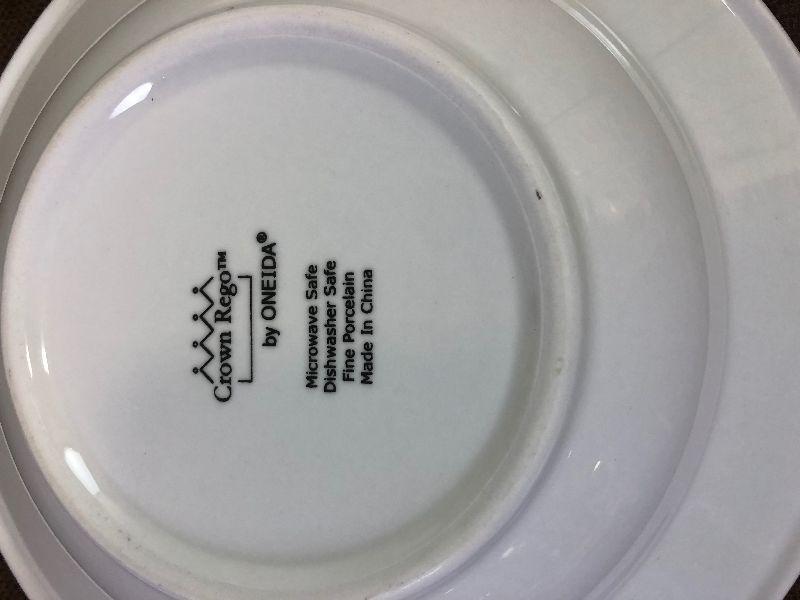 Crown Rego™
by ONEIDA®
Microwave Safe
Dishwasher Safe
Fine Porcelain
Made In China